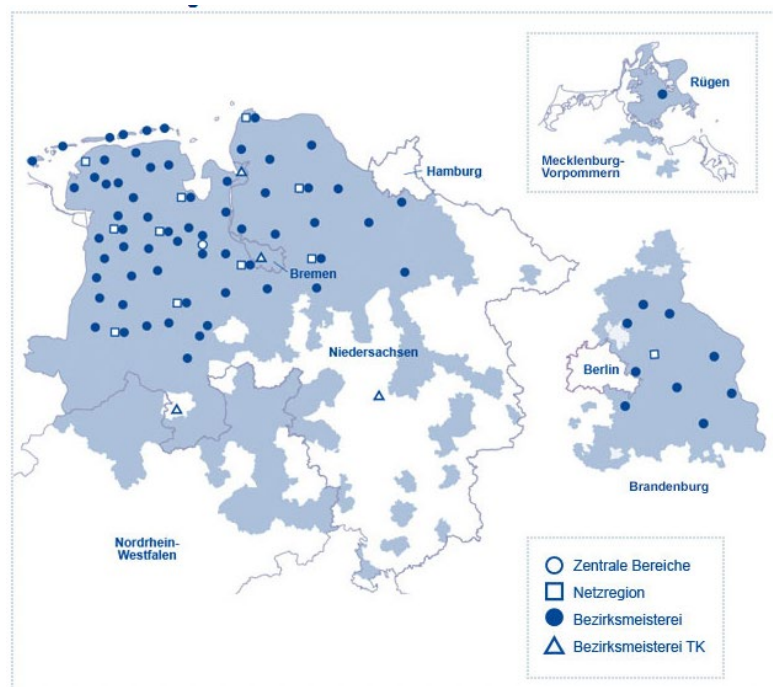 Rügen
Mecklenburg-
Vorpommern
Hamburg
Bremen
Niedersachsen
Berlin
Brandenburg
Nordrhein-
Westfalen
Zentrale Bereiche
Netzregion
Bezirksmeisterei
Bezirksmeisterei TK